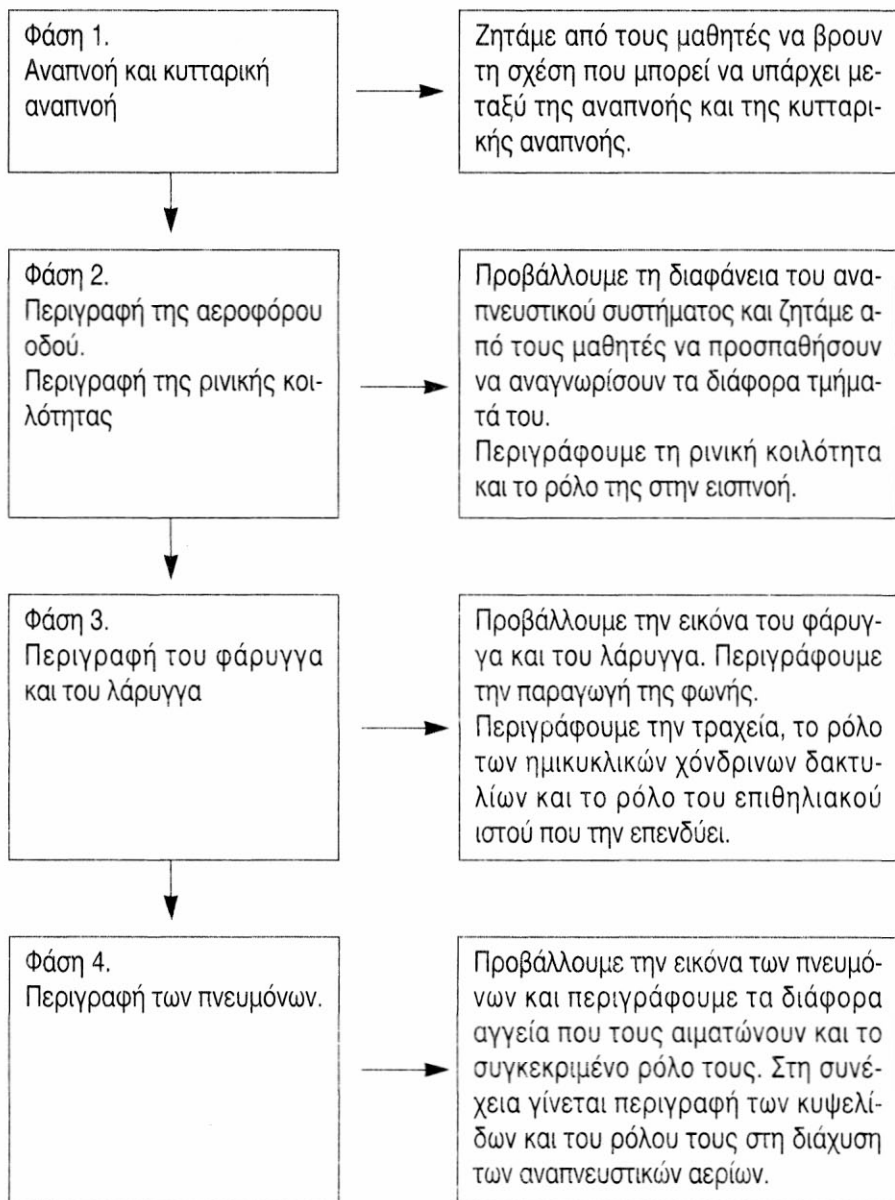 Φάση 1.
Αναπνοή και κυτταρική
αναπνοή
Ζητάμε από τους μαθητές να βρουν
τη σχέση που μπορεί να υπάρχει με-
ταξύ της αναπνοής και της κυτταρι-
κής αναπνοής.
Φάση 2.
Περιγραφή της αεροφόρου
οδού.
Περιγραφή της ρινικής κοι-
λότητας
Προβάλλουμε τη διαφάνεια του ανα-
πνευστικού συστήματος και ζητάμε α-
πό τους μαθητές να προσπαθήσουν
να αναγνωρίσουν τα διάφορα τμήμα-
τά του.
Περιγράφουμε τη ρινική κοιλότητα
και το ρόλο της στην εισπνοή.
Φάση 3.
Περιγραφή του φάρυγγα
και του λάρυγγα
Προβάλλουμε την εικόνα του φάρυγ-
γα και του λάρυγγα. Περιγράφουμε
την παραγωγή της φωνής.
Περιγράφουμε την τραχεία, το ρόλο
των ημικυκλικών χόνδρινων δακτυ-
λίων και το ρόλο του επιθηλιακού
ιστού που την επενδύει.
Φάση 4.
Περιγραφή των πνευμόνων.
Προβάλλουμε την εικόνα των πνευμό-
νων και περιγράφουμε τα διάφορα
αγγεία που τους αιματώνουν και το
συγκεκριμένο ρόλο τους. Στη συνέ-
χεια γίνεται περιγραφή των κυψελί-
δων και του ρόλου τους στη διάχυση
των αναπνευστικών αερίων.